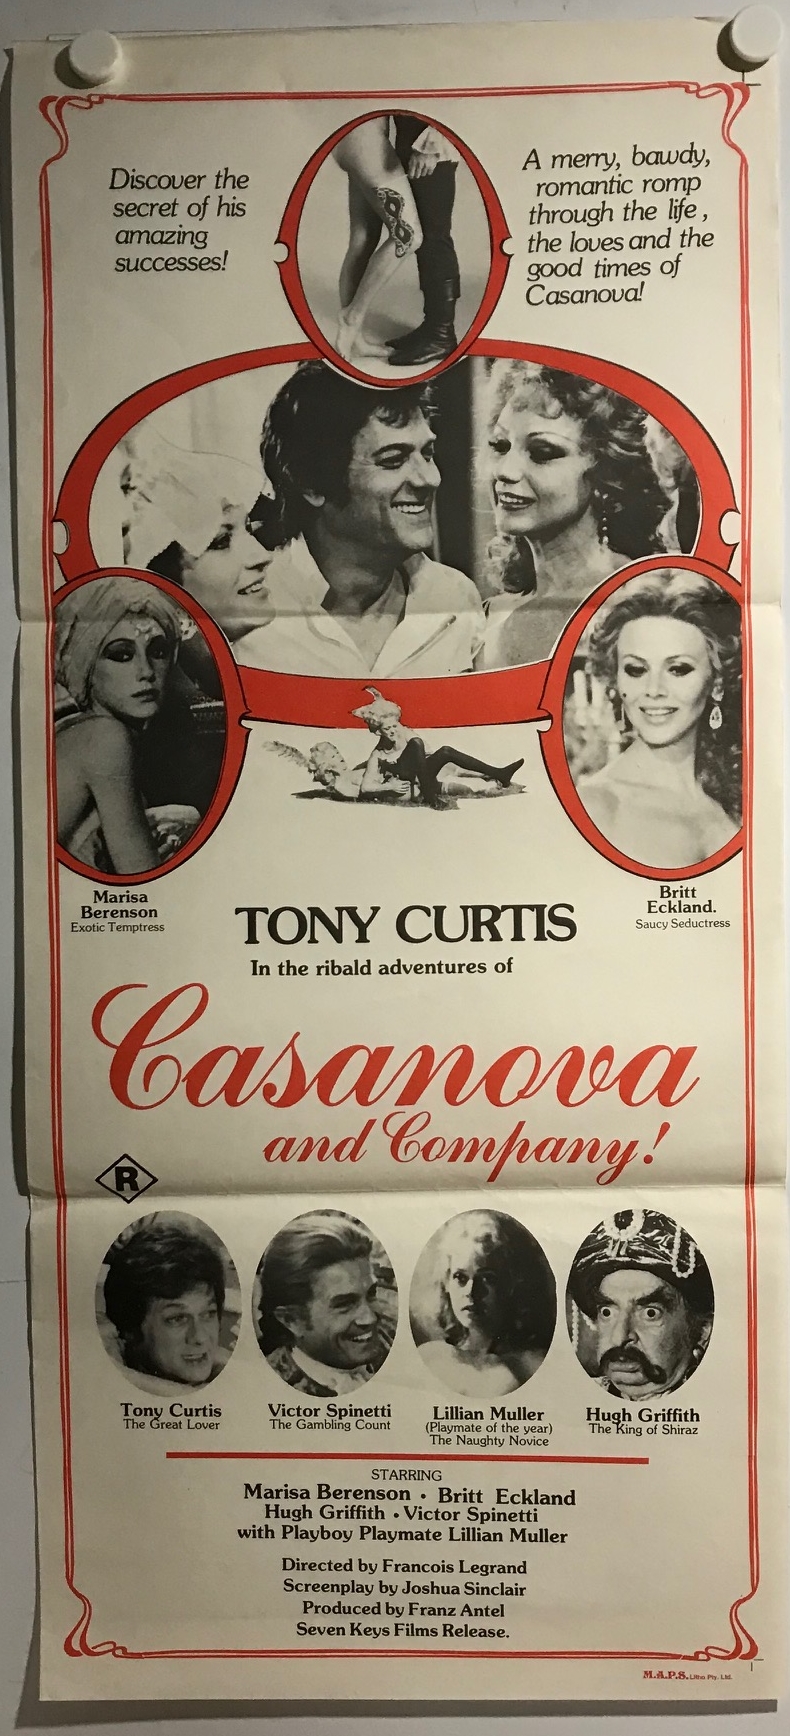 Discover the
secret of his
amazing
successes!
A merry, bawdy,
romantic romp
through the life,
the loves and the
good times of
Casanova!
Marisa
Berenson
Exotic Temptress
Britt
Eckland.
Saucy Seductress
TONY CURTIS
In the ribald adventures of
Casanova
and Company!
R
Tony Curtis
The Great Lover
Victor Spinetti
The Gambling Count
Lillian Muller
(Playmate of the year)
The Naughty Novice
Hugh Griffith
The King of Shiraz
STARRING
Marisa Berenson • Britt Eckland
Hugh Griffith • Victor Spinetti
with Playboy Playmate Lillian Muller
Directed by Francois Legrand
Screenplay by Joshua Sinclair
Produced by Franz Antel
Seven Keys Films Release.
M.A.P.S. Litho Pty. Ltd.